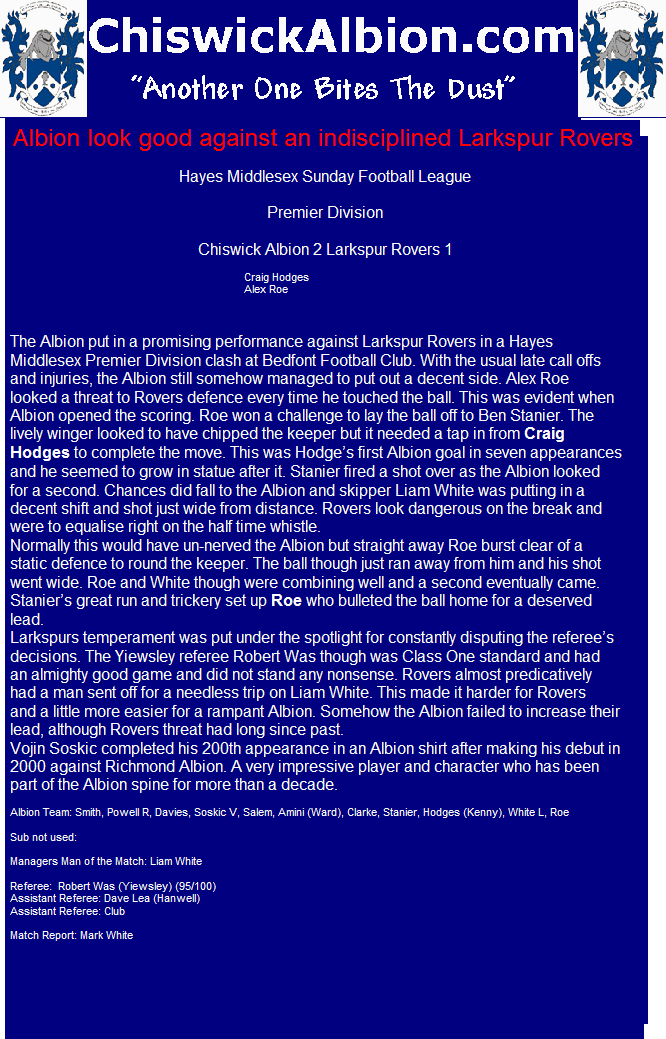 ChiswickAlbion.com
"Another One Bites The Dust"
Albion look good against an indisciplined Larkspur Rovers
Hayes Middlesex Sunday Football League
Premier Division
Chiswick Albion 2 Larkspur Rovers 1
Craig Hodges
Alex Roe
The Albion put in a promising performance against Larkspur Rovers in a Hayes
Middlesex Premier Division clash at Bedfont Football Club. With the usual late call offs
and injuries, the Albion still somehow managed to put out a decent side. Alex Roe
looked a threat to Rovers defence every time he touched the ball. This was evident when
Albion opened the scoring. Roe won a challenge to lay the ball off to Ben Stanier. The
lively winger looked to have chipped the keeper but it needed a tap in from Craig
Hodges to complete the move. This was Hodge's first Albion goal in seven appearances
and he seemed to grow in statue after it. Stanier fired a shot over as the Albion looked
for a second. Chances did fall to the Albion and skipper Liam White was putting in a
decent shift and shot just wide from distance. Rovers look dangerous on the break and
were to equalise right on the half time whistle.
Normally this would have un-nerved the Albion but straight away Roe burst clear of a
static defence to round the keeper. The ball though just ran away from him and his shot
went wide. Roe and White though were combining well and a second eventually came.
Stanier's great run and trickery set up Roe who bulleted the ball home for a deserved
lead.
Larkspurs temperament was put under the spotlight for constantly disputing the referee's
decisions. The Yiewsley referee Robert Was though was Class One standard and had
an almighty good game and did not stand any nonsense. Rovers almost predicatively
had a man sent off for a needless trip on Liam White. This made it harder for Rovers
and a little more easier for a rampant Albion. Somehow the Albion failed to increase their
lead, although Rovers threat had long since past.
Vojin Soskic completed his 200th appearance in an Albion shirt after making his debut in
2000 against Richmond Albion. A very impressive player and character who has been
part of the Albion spine for more than a decade.
Albion Team: Smith, Powell R, Davies, Soskic V, Salem, Amini (Ward), Clarke, Stanier, Hodges (Kenny), White L, Roe
Sub not used:
Managers Man of the Match: Liam White
Referee:  Robert Was (Yiewsley) (95/100)
Assistant Referee: Dave Lea (Hanwell)
Assistant Referee: Club
Match Report: Mark White